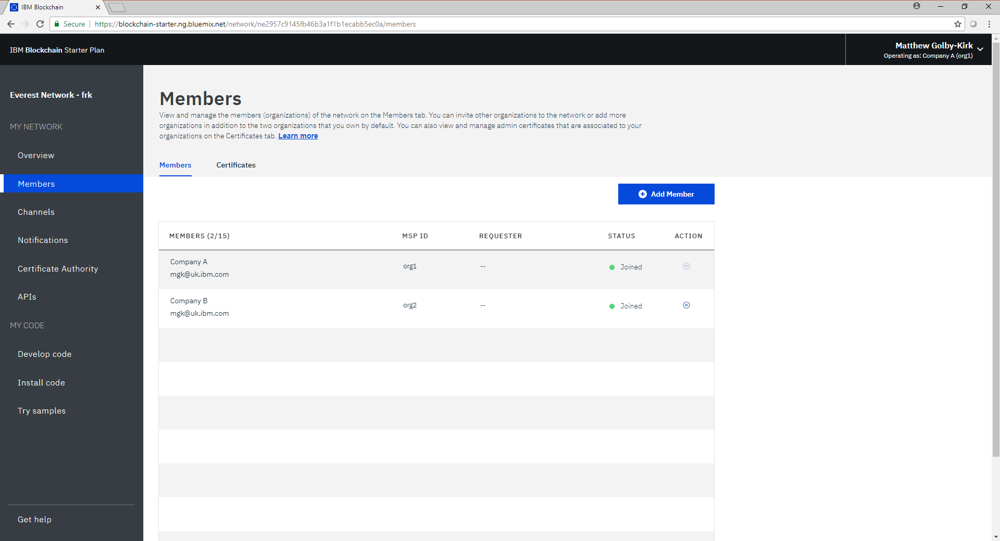 IBM Blockchain
Secure
https://blockchain-starter.ng.bluemix.net/network/ne2957c9145fb46b3a1f1b1ecabb5ec0a/members
IBM Blockchain Starter Plan
Matthew Golby-Kirk
Operating as: Company A (org1)
Everest Network - frk
MY NETWORK
Overview
Members
Channels
Notifications
Certificate Authority
APIs
MY CODE
Develop code
Install code
Try samples
Get help
Members
View and manage the members (organizations) of the network on the Members tab. You can invite other organizations to the network or add more
organizations in addition to the two organizations that you own by default. You can also view and manage admin certificates that are associated to your
organizations on the Certificates tab. Learn more
Members Certificates
Add Member
MEMBERS (2/15) MSP ID REQUESTER STATUS ACTION
Company A
mgk@uk.ibm.com
org1 -- Joined
Company B
mgk@uk.ibm.com
org2 -- Joined